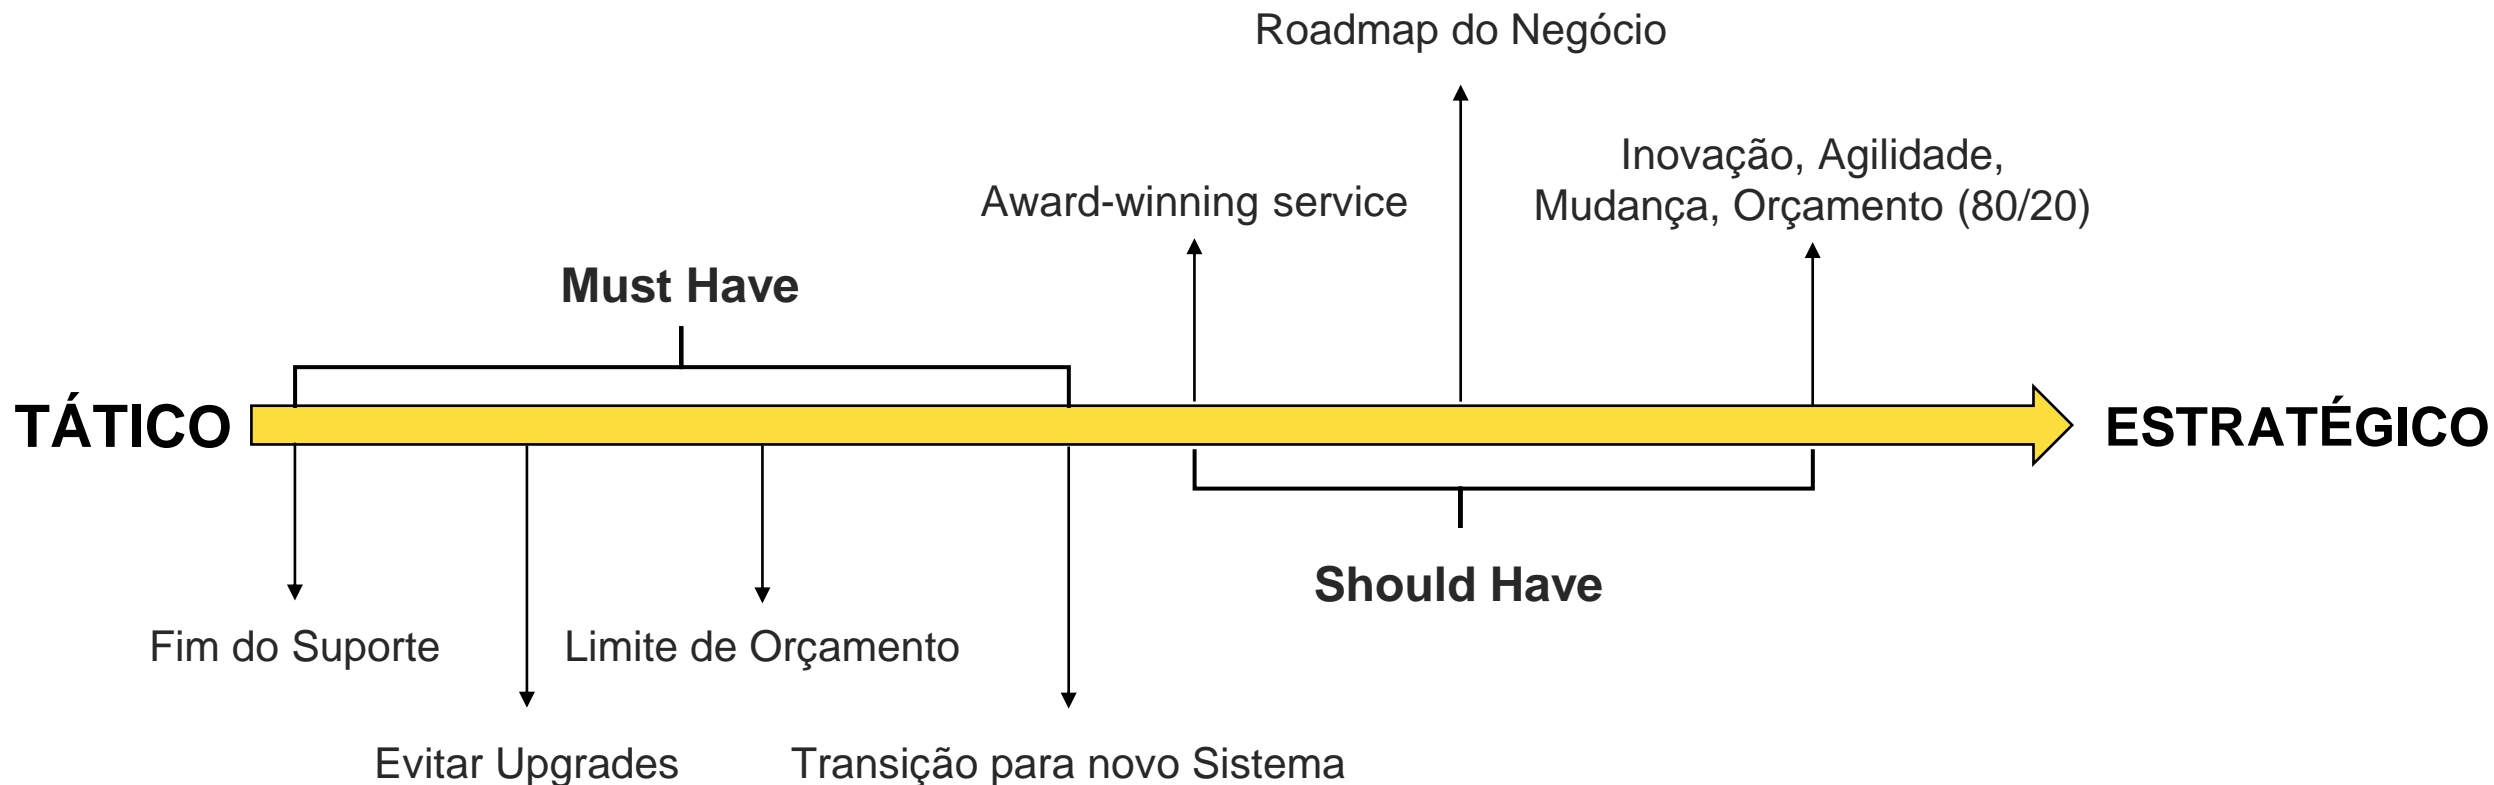 Roadmap do Negócio
Inovação, Agilidade,
Mudança, Orçamento (80/20)
Award-winning service
Must Have
TÁTICO
ESTRATÉGICO
Should Have
Fim do Suporte
Limite de Orçamento
Evitar Upgrades
Transição para novo Sistema